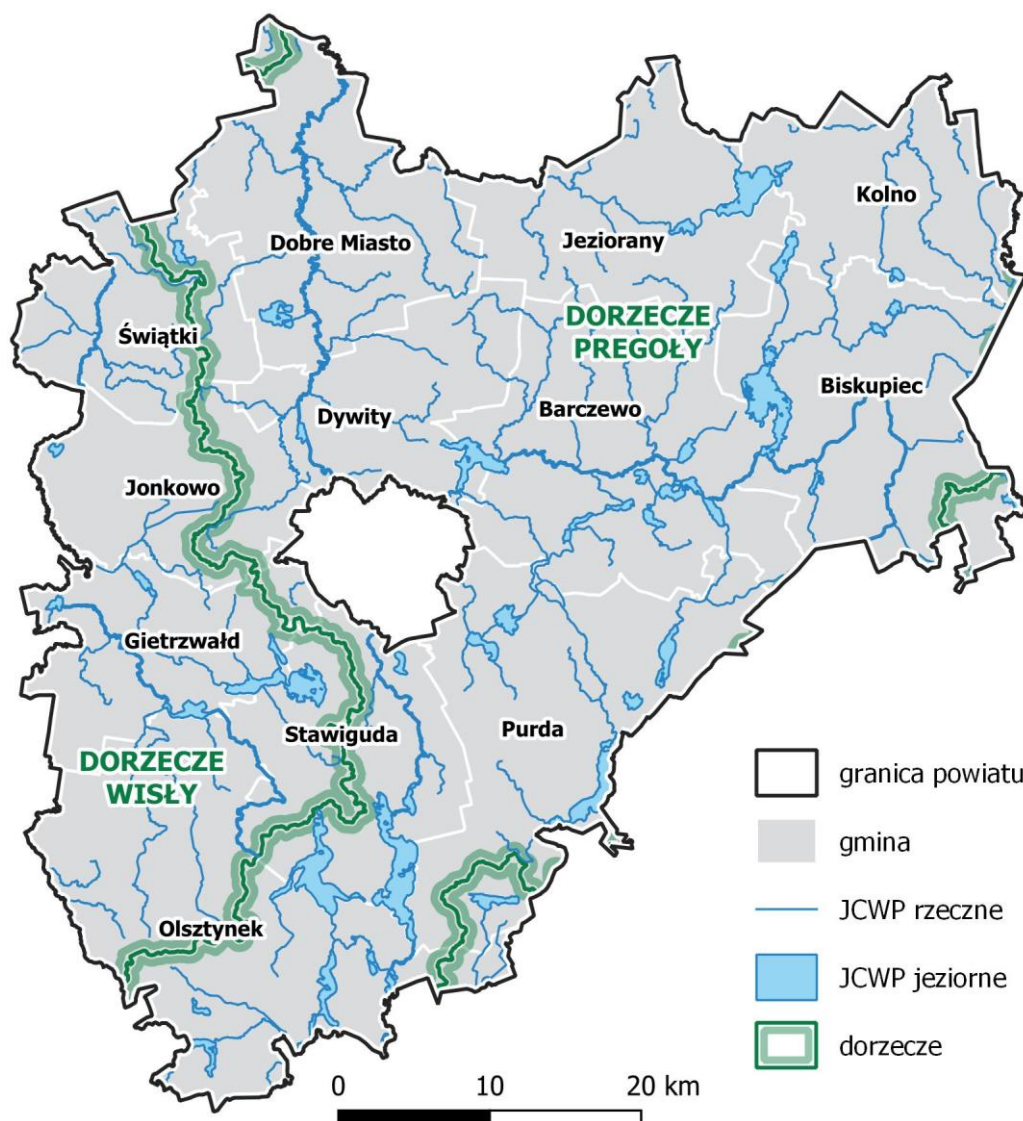 Kolno
Dobre Miasto
Jeziorany
Świątki
DORZECZE
PREGOŁY
Biskupiec
Dywity
Barczewo
Jonkowo
Gietrzwałd
Stawiguda
Purda
DORZECZE
WISŁY
Olsztynek
granica powiatu
gmina
JCWP rzeczne
JCWP jeziorne
dorzecze
0 10 20 km